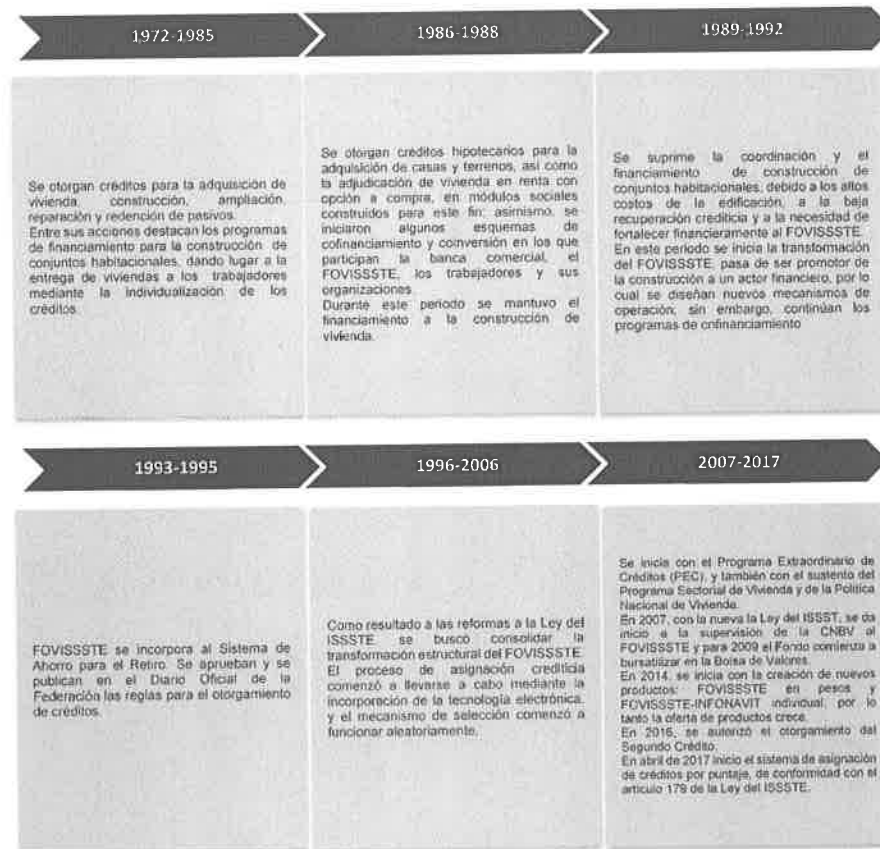 1972-1985
Se otorgan créditos para la adquisición de
vivienda, construcción, ampliación,
reparación y redención de pasivos.
Entre sus acciones destacan los programas
de financiamiento para la construcción de
conjuntos habitacionales, dando lugar a la
entrega de viviendas a los trabajadores
mediante la individualización de los
créditos.
1986-1988
Se otorgan créditos hipotecarios para la
adquisición de casas y terrenos, así como
la adjudicación de vivienda en renta con
opción a compra, en módulos sociales
construidos para este fin; asimismo, se
iniciaron algunos esquemas de
cofinanciamiento y coinversión en los que
participan la banca comercial, el
FOVISSSTE, los trabajadores y sus
organizaciones.
Durante este periodo se mantuvo el
financiamiento a la construcción de
vivienda.
1989-1992
Se suprime la coordinación y el
financiamiento de construcción de
conjuntos habitacionales, debido a los altos
costos de la edificación, a la baja
recuperación crediticia y a la necesidad de
fortalecer financieramente al FOVISSSTE.
En este periodo se inicia la transformación
del FOVISSSTE, pasa de ser promotor de
la construcción a un actor financiero, por lo
cual se diseñan nuevos mecanismos de
operación; sin embargo, continúan los
programas de cofinanciamiento
1993-1995
FOVISSSTE se incorpora al Sistema de
Ahorro para el Retiro. Se aprueban y se
publican en el Diario Oficial de la
Federación las reglas para el otorgamiento
de créditos.
1996-2006
Como resultado a las reformas a la Ley del
ISSSTE se buscó consolidar la
transformación estructural del FOVISSSTE.
El proceso de asignación crediticia
comenzó a llevarse a cabo mediante la
incorporación de la tecnología electrónica,
y el mecanismo de selección comenzó a
funcionar aleatoriamente.
2007-2017
Se inicia con el Programa Extraordinario de
Créditos (PEC), y también con el sustento del
Programa Sectorial de Vivienda y de la Política
Nacional de Vivienda.
En 2007, con la nueva Ley del ISSST, se da
inicio a la supervisión de la CNBV al
FOVISSSTE y para 2009 el Fondo comienza a
bursatilizar en la Bolsa de Valores.
En 2014, se inicia con la creación de nuevos
productos: FOVISSSTE en pesos y
FOVISSSTE-INFONAVIT individual, por lo
tanto la oferta de productos crece.
En 2016, se autorizó el otorgamiento del
Segundo Crédito.
En abril de 2017 inicio el sistema de asignación
de créditos por puntaje, de conformidad con el
artículo 179 de la Ley del ISSSTE.